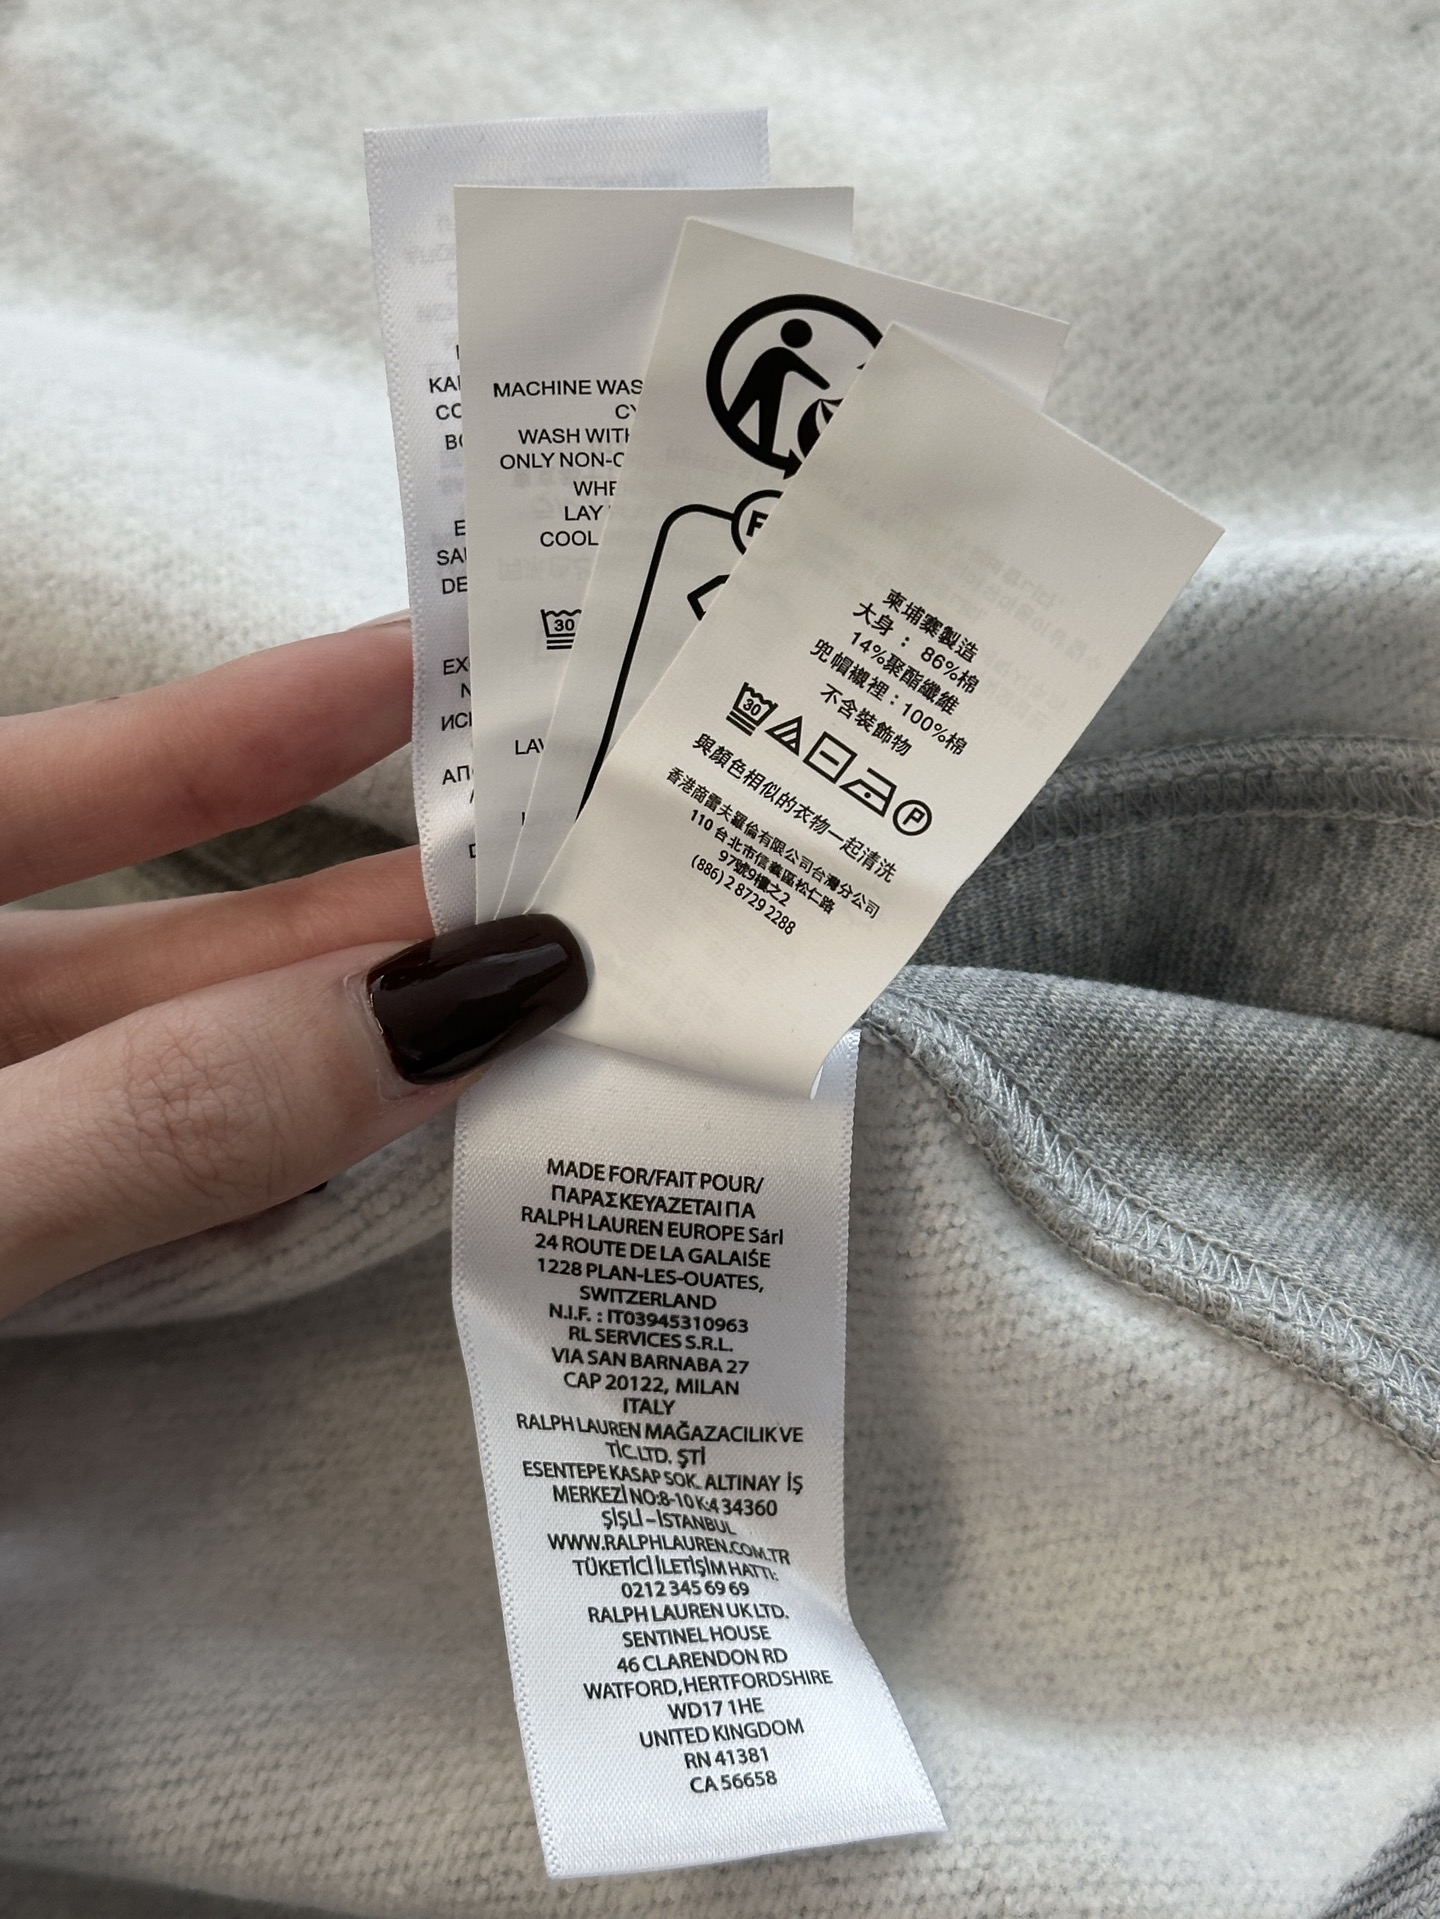 KA
CO
BO
E
SA
DE
EX
N
ИС
АП
D
MACHINE WAS
CY
WASH WITH
ONLY NON-C
WHE
LAY
COOL
30
LAV
F
柬埔寨製造
大身：86%棉
14%聚酯纖維
兜帽襯裡：100%棉
不含裝飾物
30
P
與顏色相似的衣物一起清洗
香港商雷夫羅倫有限公司台灣分公司
110 台北市信義區松仁路
97號9樓之2
(886) 2 8729 2288
MADE FOR/FAIT POUR/
ΠΑΡΑΣΚΕΥΑΖΕΤΑΙ ΓΙΑ
RALPH LAUREN EUROPE Sárl
24 ROUTE DE LA GALAIŚE
1228 PLAN-LES-OUATES,
SWITZERLAND
N.I.F. : IT03945310963
RL SERVICES S.R.L.
VIA SAN BARNABA 27
CAP 20122, MILAN
ITALY
RALPH LAUREN MAĞAZACILIK VE
TİC.LTD. ŞTİ
ESENTEPE KASAP SOK. ALTINAY İŞ
MERKEZİ NO:8-10 K:4 34360
ŞİŞLİ – İSTANBUL
WWW.RALPHLAUREN.COM.TR
TÜKETİCİ İLETİŞİM HATTI:
0212 345 69 69
RALPH LAUREN UK LTD.
SENTINEL HOUSE
46 CLARENDON RD
WATFORD, HERTFORDSHIRE
WD17 1HE
UNITED KINGDOM
RN 41381
CA 56658